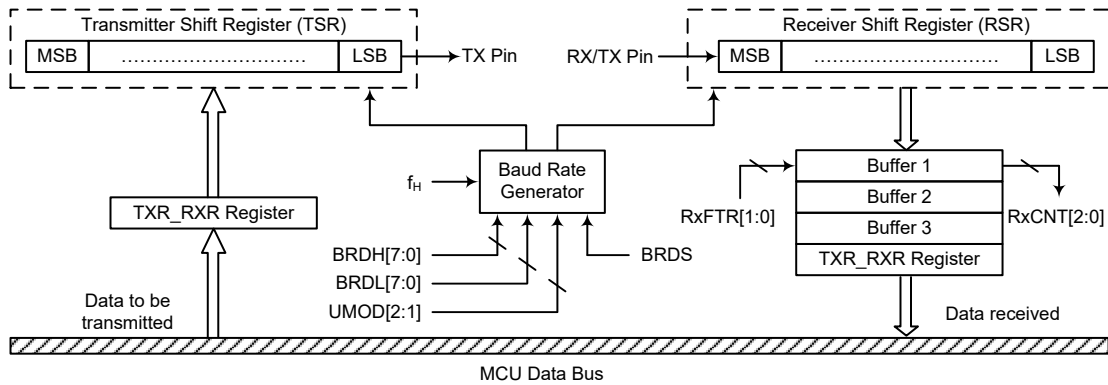 Transmitter Shift Register (TSR)
MSB
..............................
LSB
TX Pin
RX/TX Pin
Receiver Shift Register (RSR)
MSB
..............................
LSB
Baud Rate
Generator
fH
BRDH[7:0]
BRDL[7:0]
UMOD[2:1]
BRDS
TXR_RXR Register
Data to be
transmitted
RxFTR[1:0]
Buffer 1
Buffer 2
Buffer 3
TXR_RXR Register
RxCNT[2:0]
Data received
MCU Data Bus